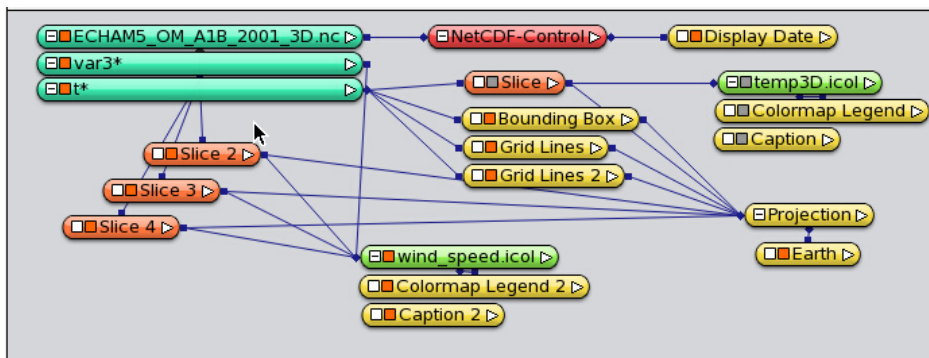 ECHAM5_OM_A1B_2001_3D.nc
NetCDF-Control
Display Date
var3*
t*
Slice
temp3D.icol
Colormap Legend
Bounding Box
Caption
Grid Lines
Slice 2
Grid Lines 2
Slice 3
Projection
Slice 4
Earth
wind_speed.icol
Colormap Legend 2
Caption 2